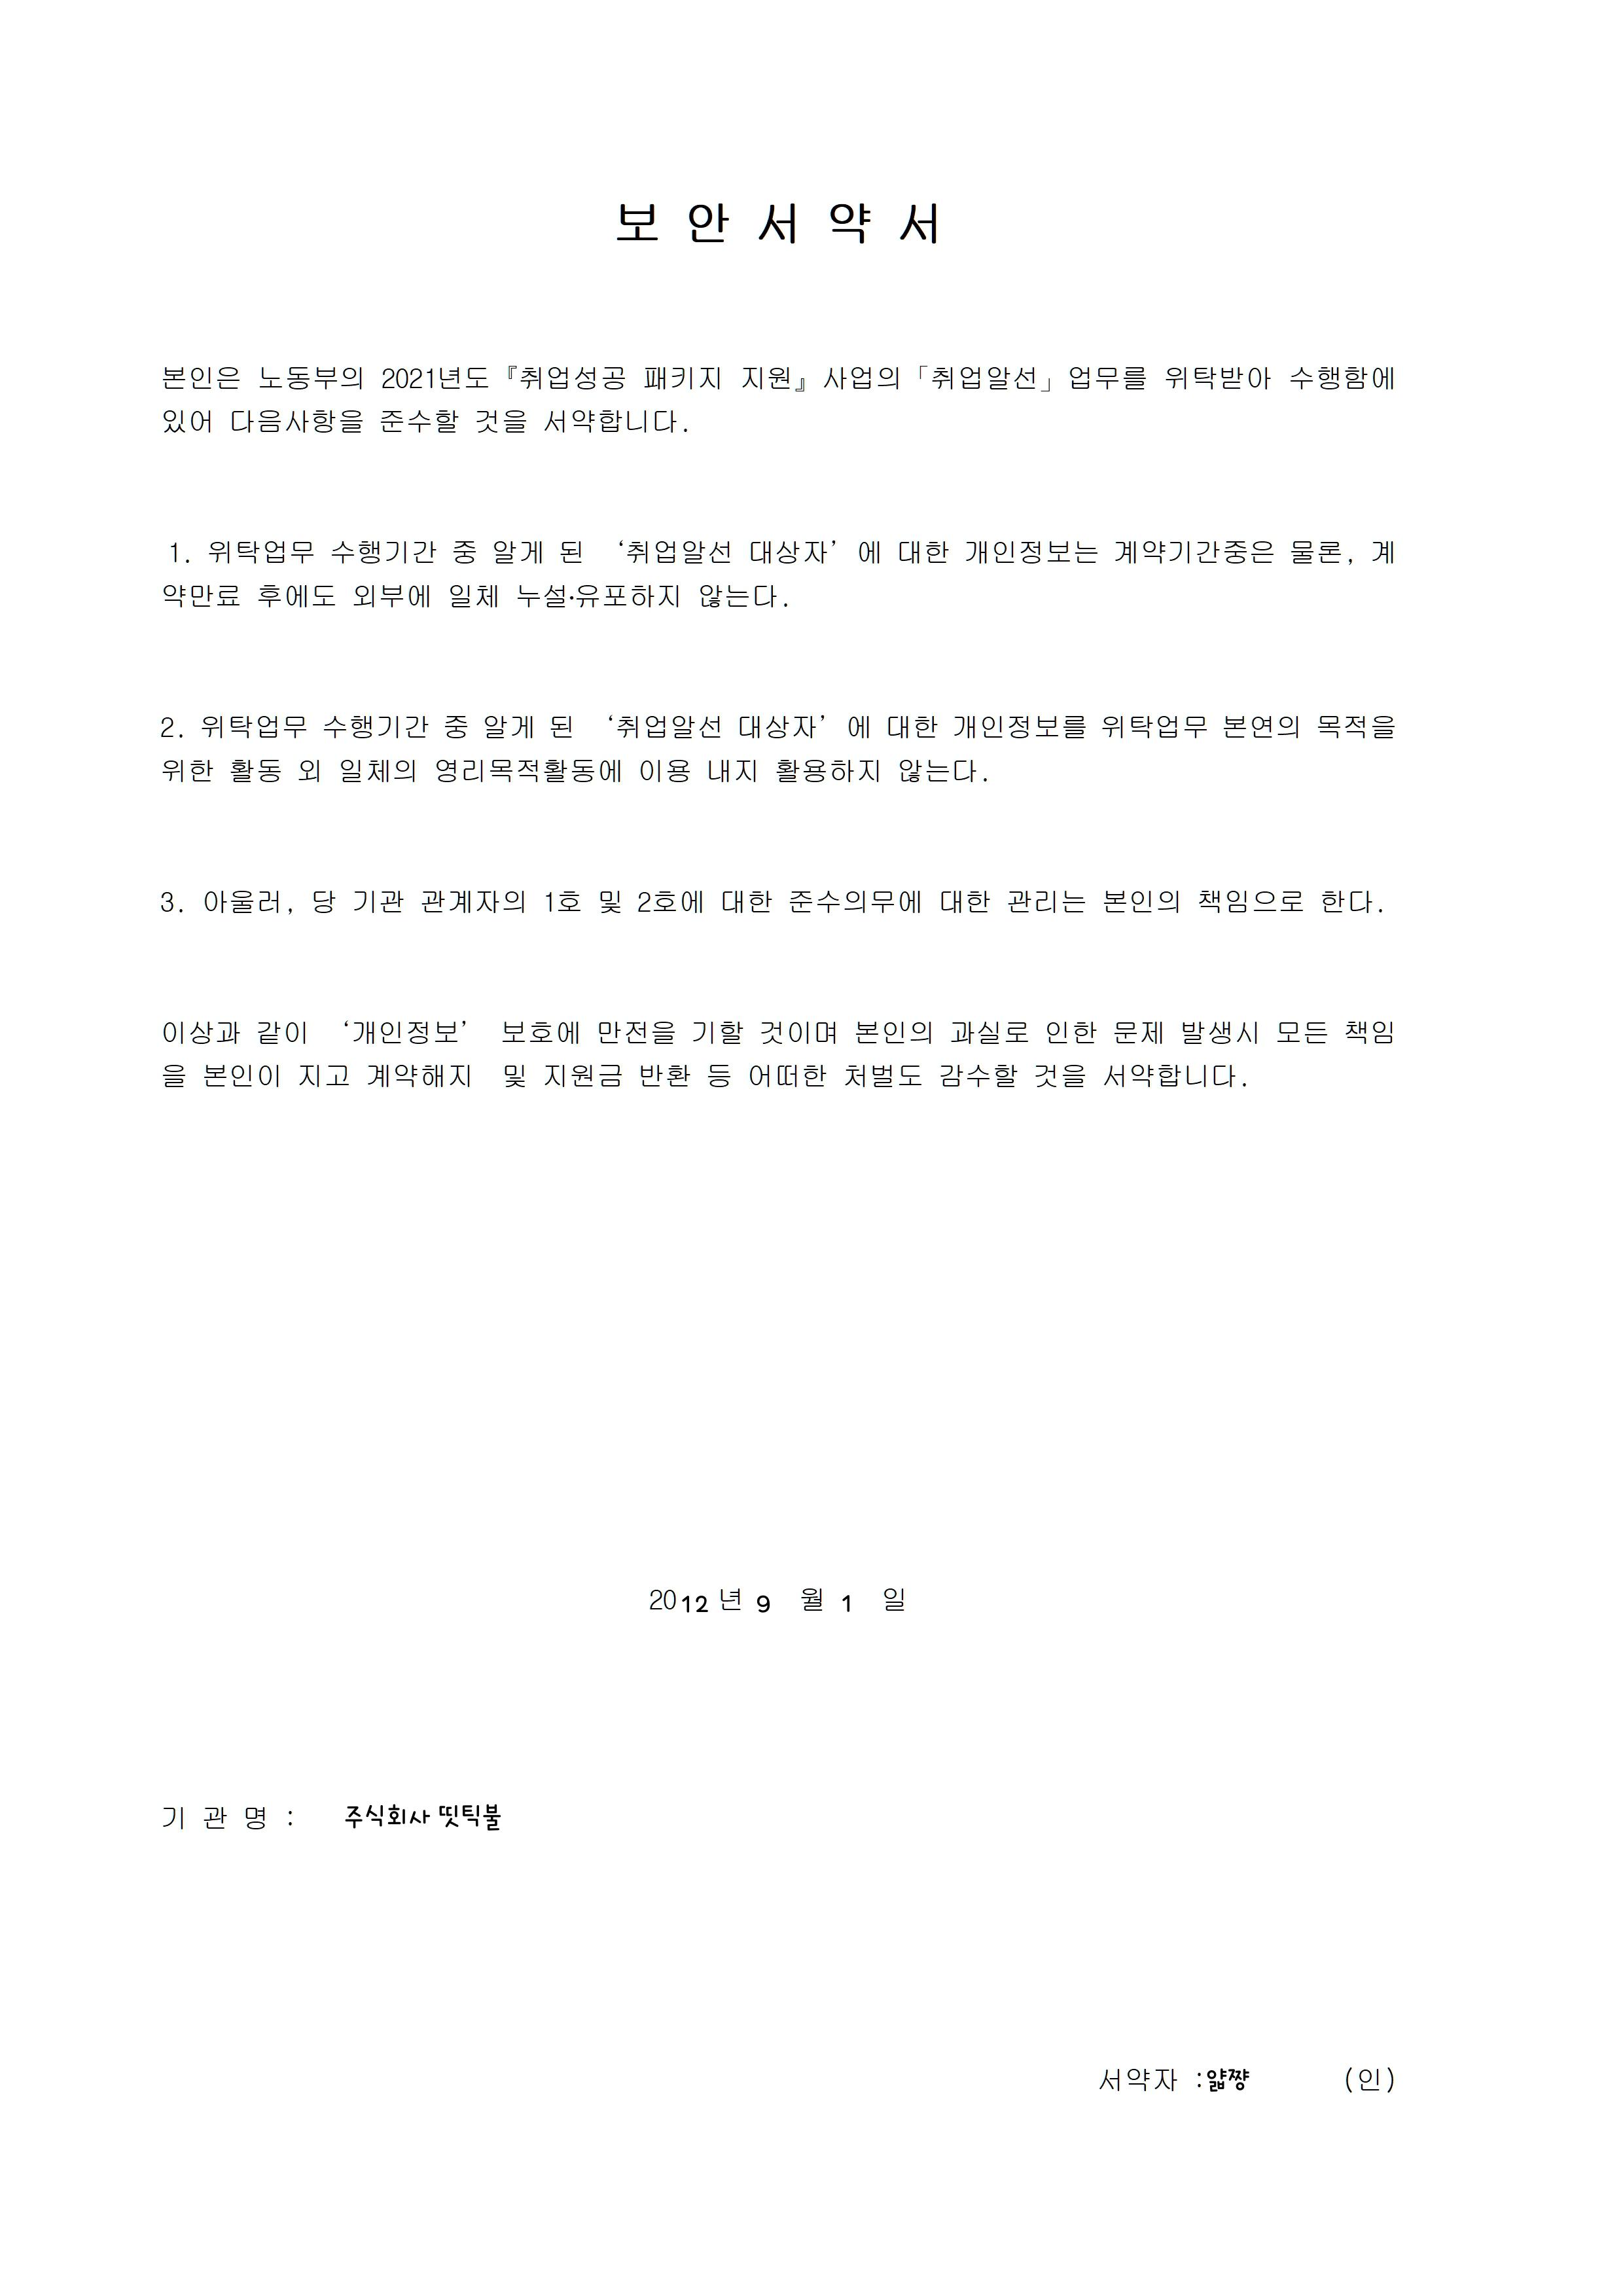 보 안 서 약 서
본인은 노동부의 2021년도『취업성공 패키지 지원』사업의「취업알선」업무를 위탁받아 수행함에
있어 다음사항을 준수할 것을 서약합니다.
1. 위탁업무 수행기간 중 알게 된 ‘취업알선 대상자’에 대한 개인정보는 계약기간중은 물론, 계
약만료 후에도 외부에 일체 누설·유포하지 않는다.
2. 위탁업무 수행기간 중 알게 된 ‘취업알선 대상자’에 대한 개인정보를 위탁업무 본연의 목적을
위한 활동 외 일체의 영리목적활동에 이용 내지 활용하지 않는다.
3. 아울러, 당 기관 관계자의 1호 및 2호에 대한 준수의무에 대한 관리는 본인의 책임으로 한다.
이상과 같이 ‘개인정보’ 보호에 만전을 기할 것이며 본인의 과실로 인한 문제 발생시 모든 책임
을 본인이 지고 계약해지 및 지원금 반환 등 어떠한 처벌도 감수할 것을 서약합니다.
2012 년 9 월 1 일
기 관 명 : 주식회사 띳틱불
서약자 :얇쨩 (인)